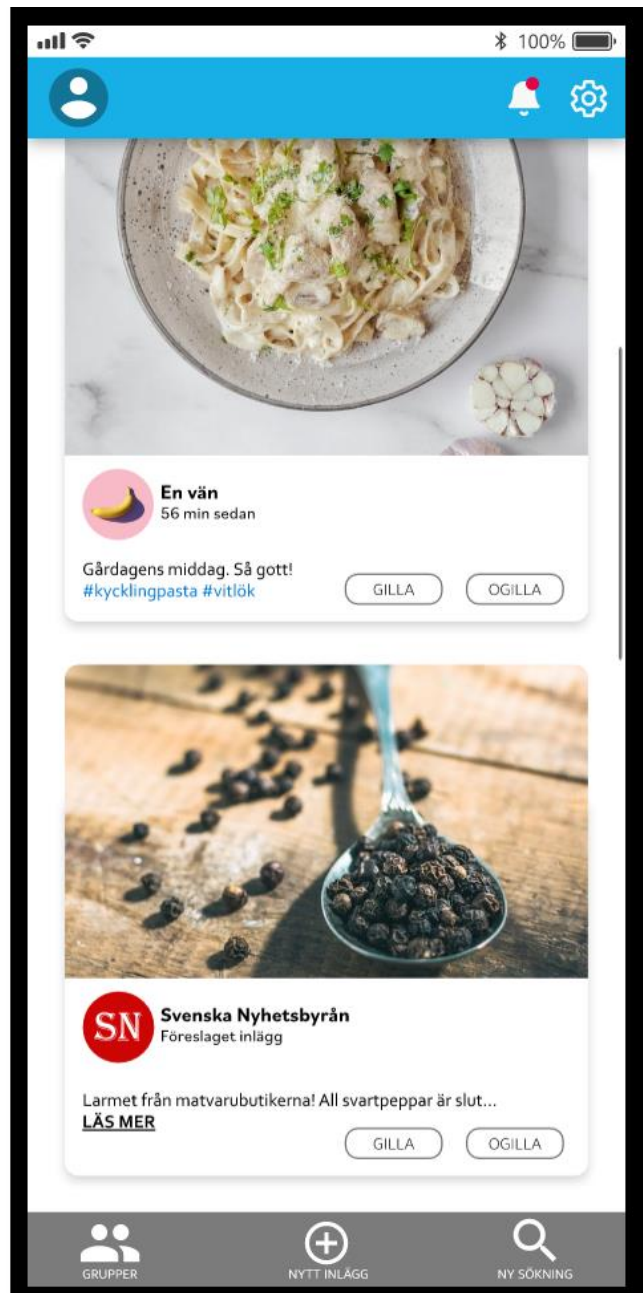 100%
En vän
56 min sedan
Gårdagens middag. Så gott!
#kycklingpasta #vitlök
GILLA
OGILLA
SN
Svenska Nyhetsbyrån
Föreslaget inlägg
Larmet från matvarubutikerna! All svartpeppar är slut...
LÄS MER
GILLA
OGILLA
GRUPPER
NYTT INLÄGG
NY SÖKNING